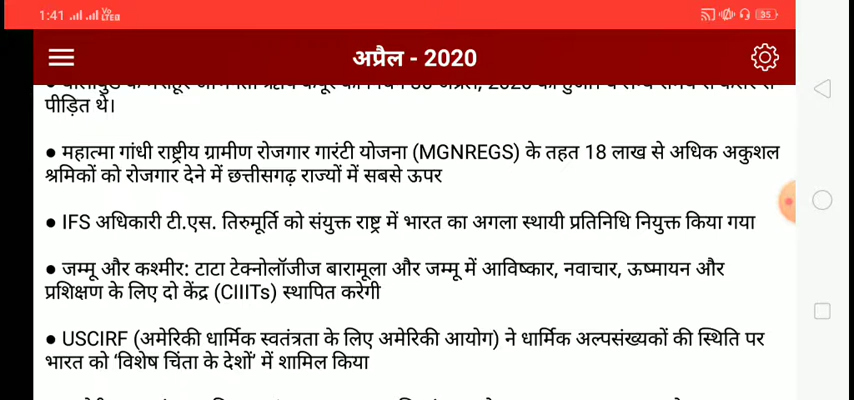 1:41
35
अप्रैल - 2020
पीड़ित थे।
● महात्मा गांधी राष्ट्रीय ग्रामीण रोजगार गारंटी योजना (MGNREGS) के तहत 18 लाख से अधिक अकुशल
श्रमिकों को रोजगार देने में छत्तीसगढ़ राज्यों में सबसे ऊपर
● IFS अधिकारी टी.एस. तिरुमूर्ति को संयुक्त राष्ट्र में भारत का अगला स्थायी प्रतिनिधि नियुक्त किया गया
● जम्मू और कश्मीर: टाटा टेक्नोलॉजीज बारामूला और जम्मू में आविष्कार, नवाचार, ऊष्मायन और
प्रशिक्षण के लिए दो केंद्र (CIIITs) स्थापित करेगी
● USCIRF (अमेरिकी धार्मिक स्वतंत्रता के लिए अमेरिकी आयोग) ने धार्मिक अल्पसंख्यकों की स्थिति पर
भारत को ‘विशेष चिंता के देशों’ में शामिल किया